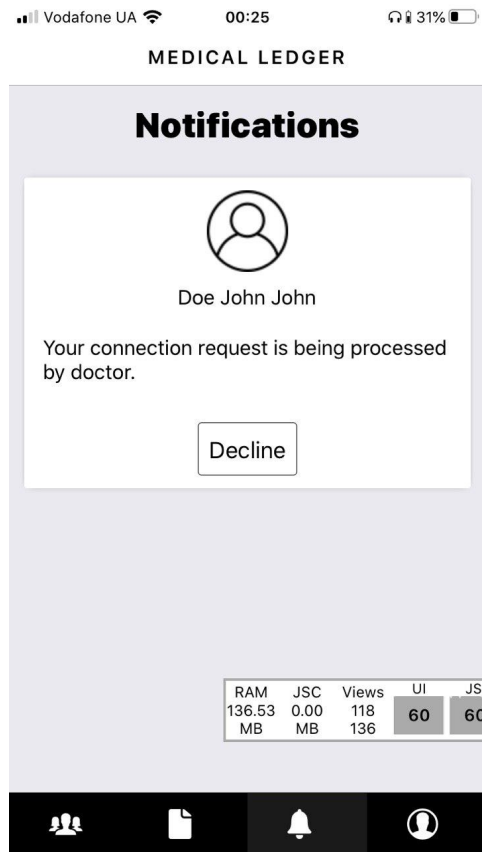 Vodafone UA 00:25 31%
MEDICAL LEDGER
Notifications
Doe John John
Your connection request is being processed
by doctor.
Decline
RAM JSC Views UI JS
136.53 0.00 118 60 60
MB MB 136